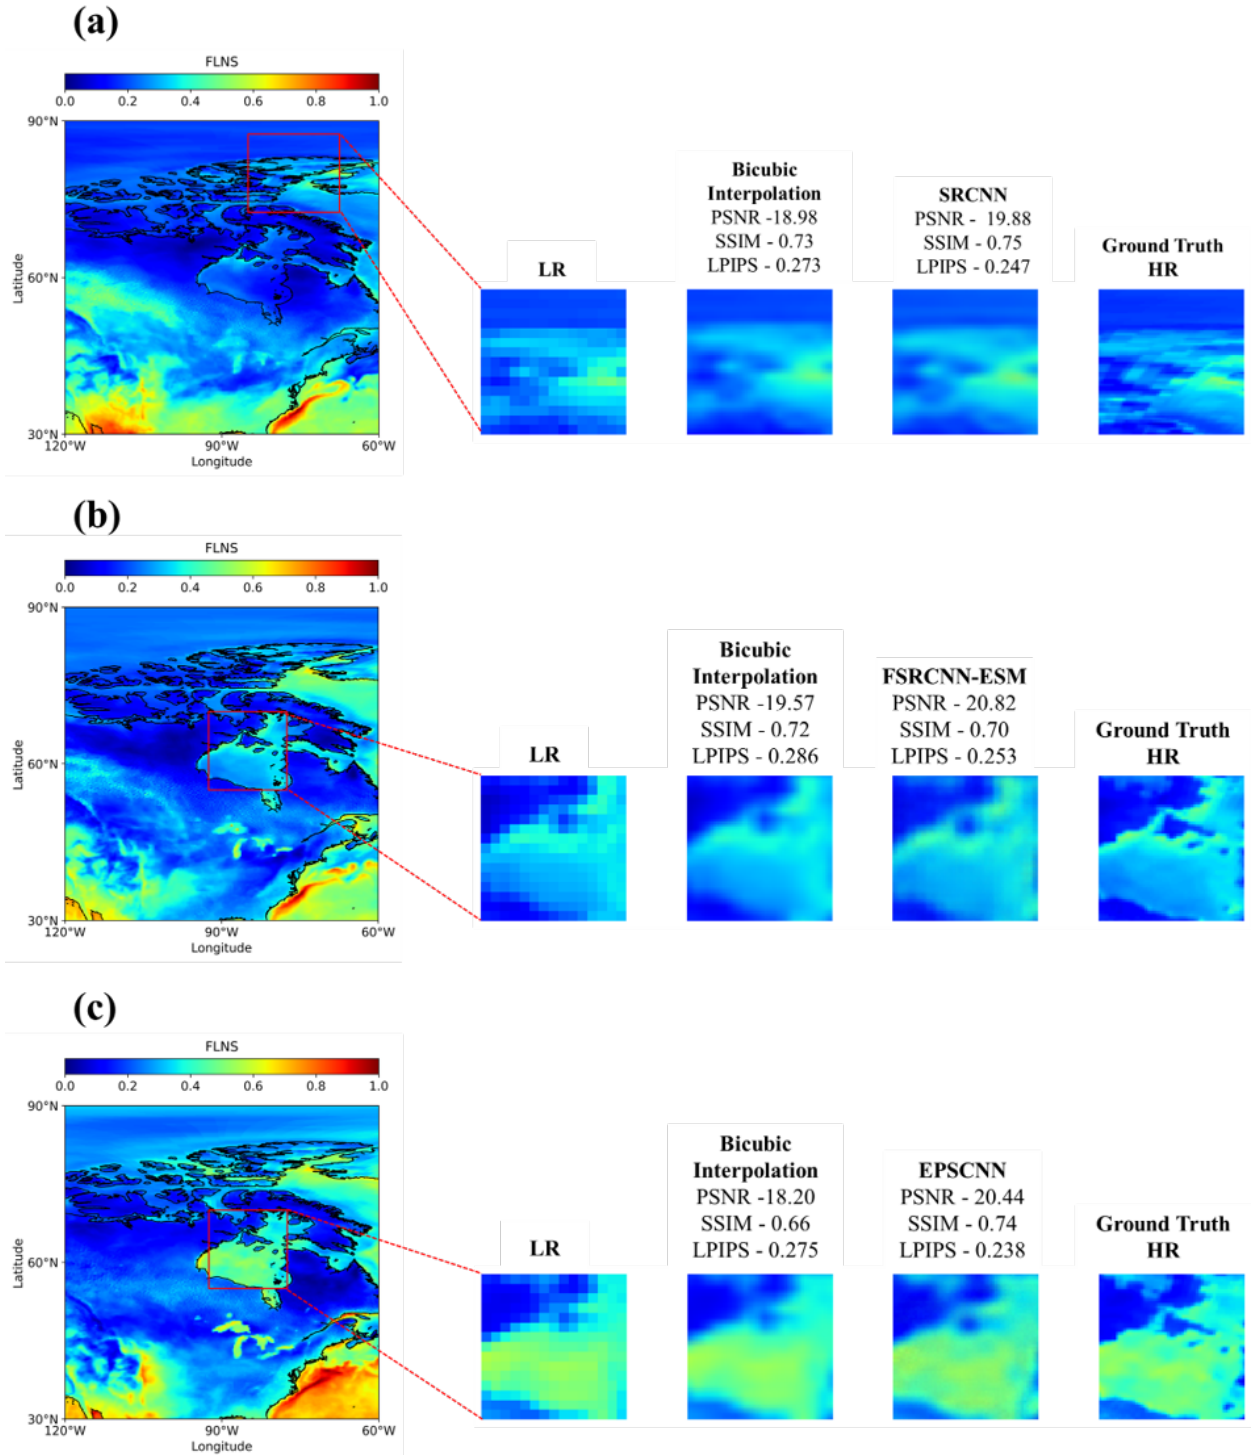 (a)
FLNS
0.0 0.2 0.4 0.6 0.8 1.0
90°N
60°N
30°N
Latitude
120°W 90°W 60°W
Longitude
LR
Bicubic
Interpolation
PSNR -18.98
SSIM - 0.73
LPIPS - 0.273
SRCNN
PSNR - 19.88
SSIM - 0.75
LPIPS - 0.247
Ground Truth
HR
(b)
FLNS
0.0 0.2 0.4 0.6 0.8 1.0
90°N
60°N
30°N
Latitude
120°W 90°W 60°W
Longitude
LR
Bicubic
Interpolation
PSNR -19.57
SSIM - 0.72
LPIPS - 0.286
FSRCNN-ESM
PSNR - 20.82
SSIM - 0.70
LPIPS - 0.253
Ground Truth
HR
(c)
FLNS
0.0 0.2 0.4 0.6 0.8 1.0
90°N
60°N
30°N
Latitude
120°W 90°W 60°W
Longitude
LR
Bicubic
Interpolation
PSNR -18.20
SSIM - 0.66
LPIPS - 0.275
EPSCNN
PSNR - 20.44
SSIM - 0.74
LPIPS - 0.238
Ground Truth
HR